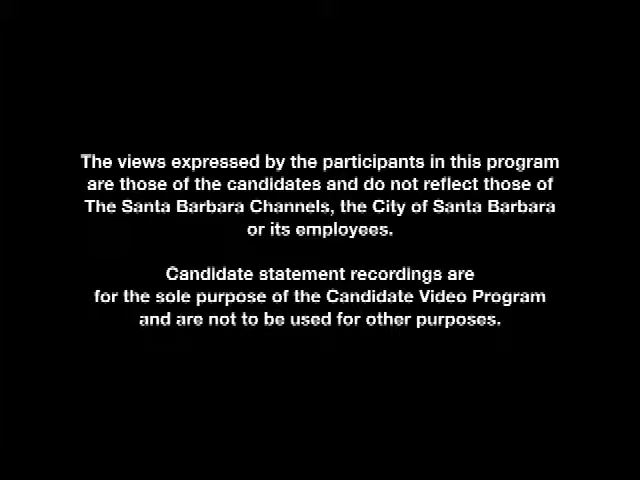 The views expressed by the participants in this program
are those of the candidates and do not reflect those of
The Santa Barbara Channels, the City of Santa Barbara
or its employees.
Candidate statement recordings are
for the sole purpose of the Candidate Video Program
and are not to be used for other purposes.